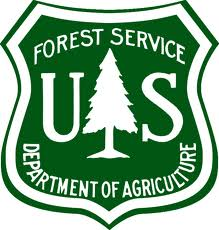 FOREST SERVICE
U S
DEPARTMENT OF AGRICULTURE